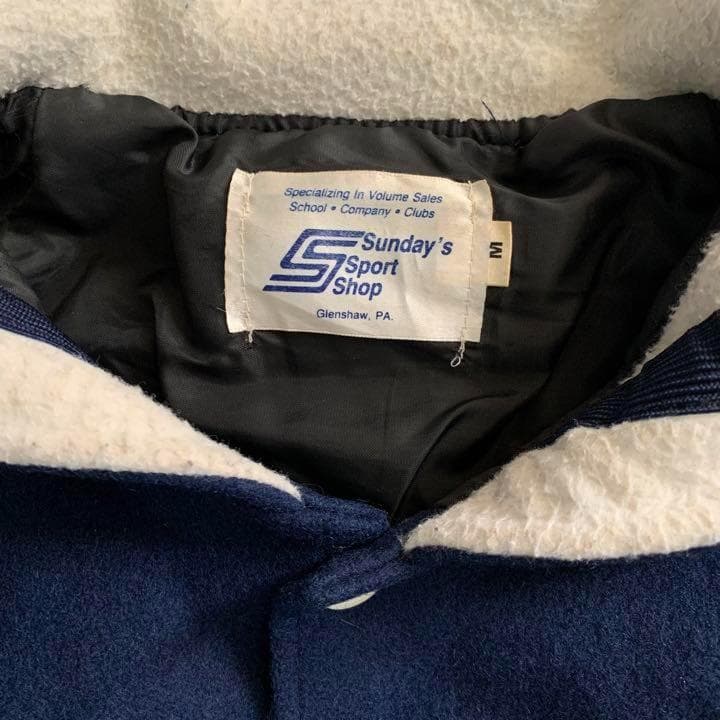 Specializing In Volume Sales
School • Company • Clubs
S Sunday's
Sport
Shop
Glenshaw, PA.
M